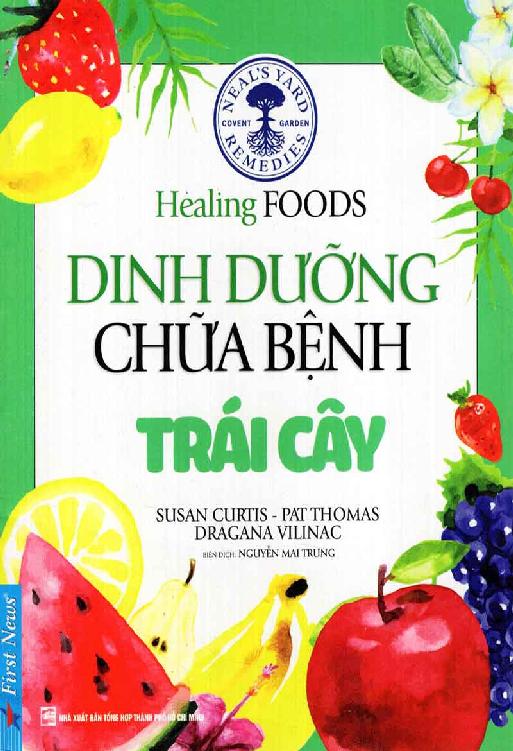 NEAL'S YARD
COVENT GARDEN
REMEDIES
Healing FOODS
DINH DƯỠNG
CHỮA BỆNH
TRÁI CÂY
SUSAN CURTIS - PAT THOMAS
DRAGANA VILINAC
BIÊN DỊCH: NGUYỄN MAI TRUNG
First News
NHÀ XUẤT BẢN TỔNG HỢP THÀNH PHỐ HỒ CHÍ MINH